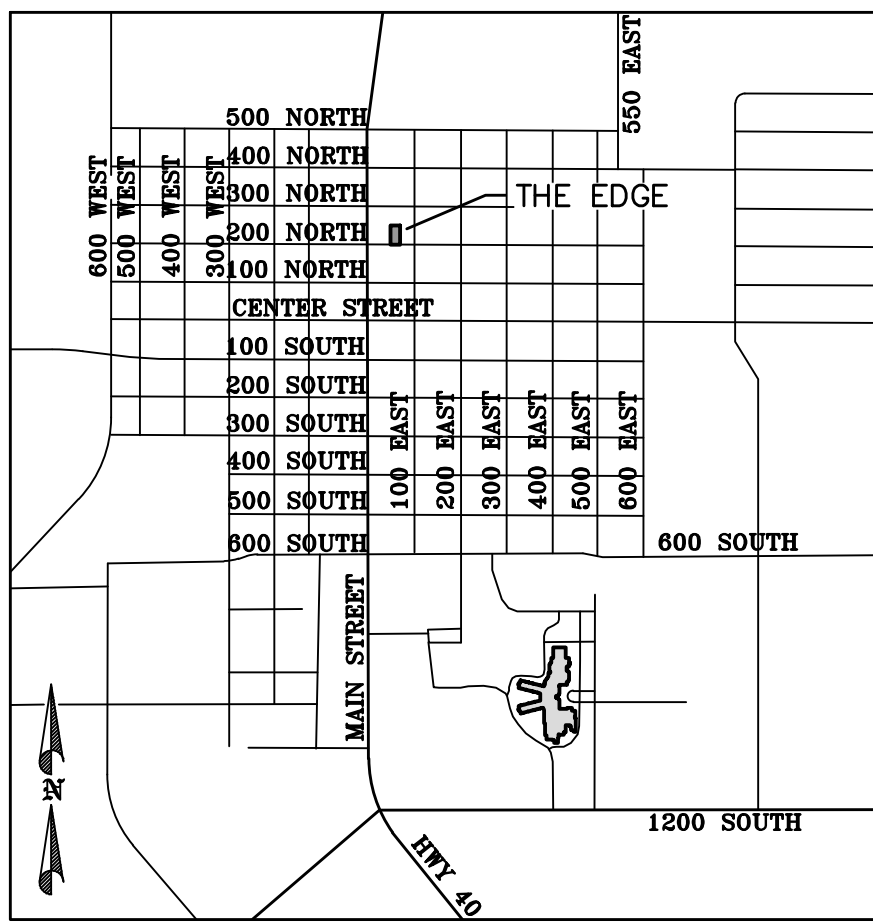 550 EAST
500 NORTH
400 NORTH
300 NORTH
200 NORTH
100 NORTH
600 WEST
500 WEST
400 WEST
300 WEST
THE EDGE
CENTER STREET
100 SOUTH
200 SOUTH
300 SOUTH
400 SOUTH
500 SOUTH
600 SOUTH
100 EAST
200 EAST
300 EAST
400 EAST
500 EAST
600 EAST
600 SOUTH
MAIN STREET
N
1200 SOUTH
HWY 40